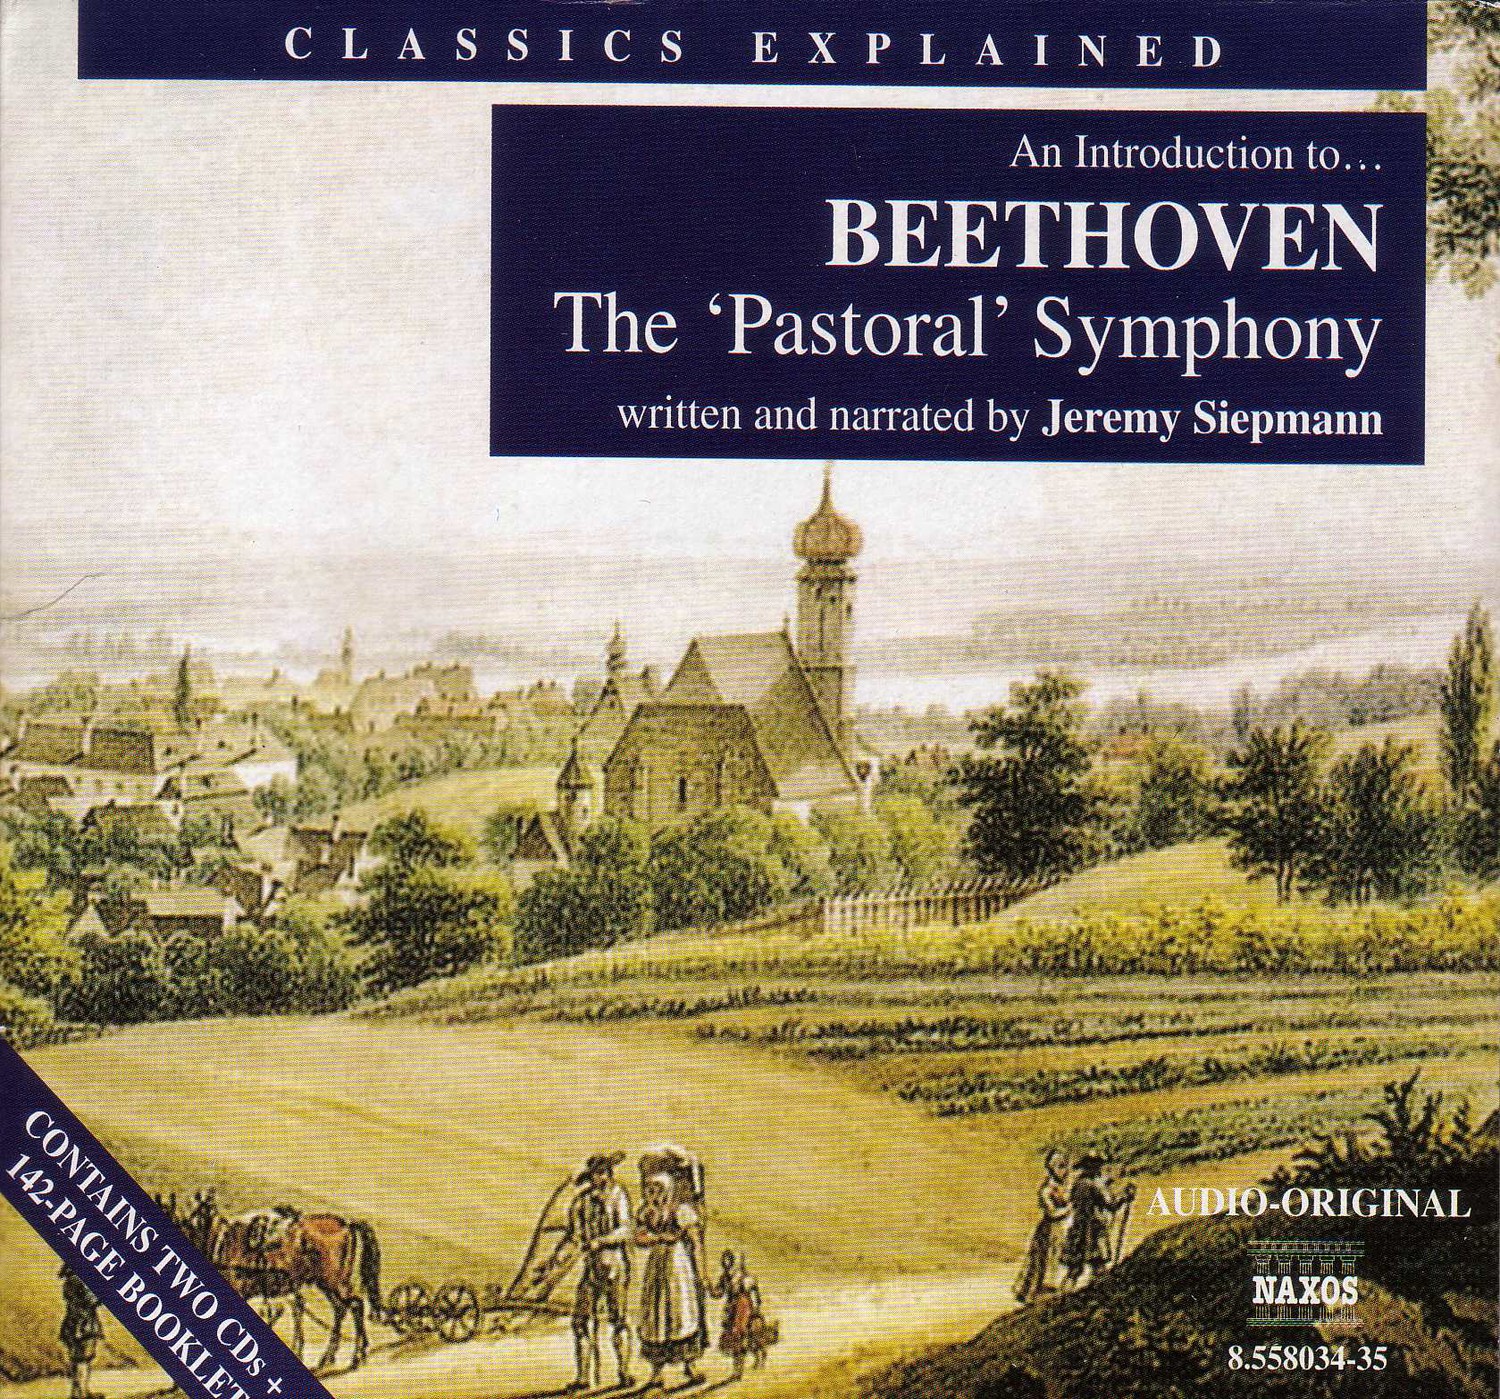 CLASSICS EXPLAINED
An Introduction to…
BEETHOVEN
The ‘Pastoral’ Symphony
written and narrated by Jeremy Siepmann
CONTAINS TWO CDs +
142-PAGE BOOKLET
AUDIO-ORIGINAL
NAXOS
8.558034-35